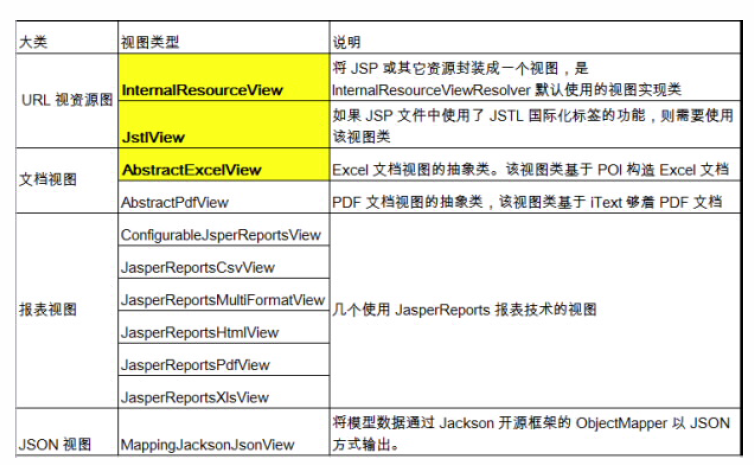 大类 视图类型 说明
URL 视资源图 InternalResourceView 将 JSP 或其它资源封装成一个视图，是
InternalResourceViewResolver 默认使用的视图实现类
JstlView 如果 JSP 文件中使用了 JSTL 国际化标签的功能，则需要使用
该视图类
文档视图 AbstractExcelView Excel 文档视图的抽象类。该视图类基于 POI 构造 Excel 文档
AbstractPdfView PDF 文档视图的抽象类，该视图类基于 iText 够着 PDF 文档
报表视图 ConfigurableJsperReportsView
JasperReportsCsvView
JasperReportsMultiFormatView 几个使用 JasperReports 报表技术的视图
JasperReportsHtmlView
JasperReportsPdfView
JasperReportsXlsView
JSON 视图 MappingJacksonJsonView 将模型数据通过 Jackson 开源框架的 ObjectMapper 以 JSON
方式输出。